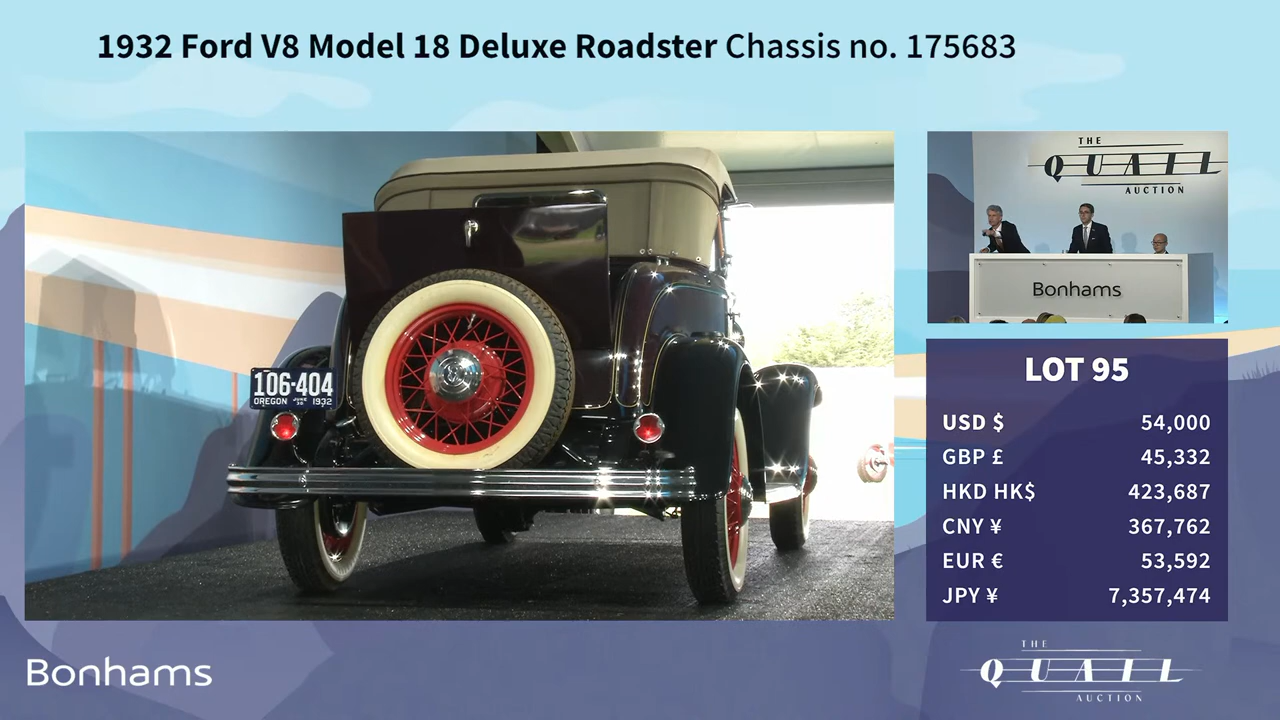 1932 Ford V8 Model 18 Deluxe Roadster Chassis no. 175683
106-404
OREGON JUNE 30 1932
THE
QUAIL
AUCTION
Bonhams
LOT 95
USD $ 54,000
GBP £ 45,332
HKD HK$ 423,687
CNY ¥ 367,762
EUR € 53,592
JPY ¥ 7,357,474
Bonhams
THE
QUAIL
AUCTION